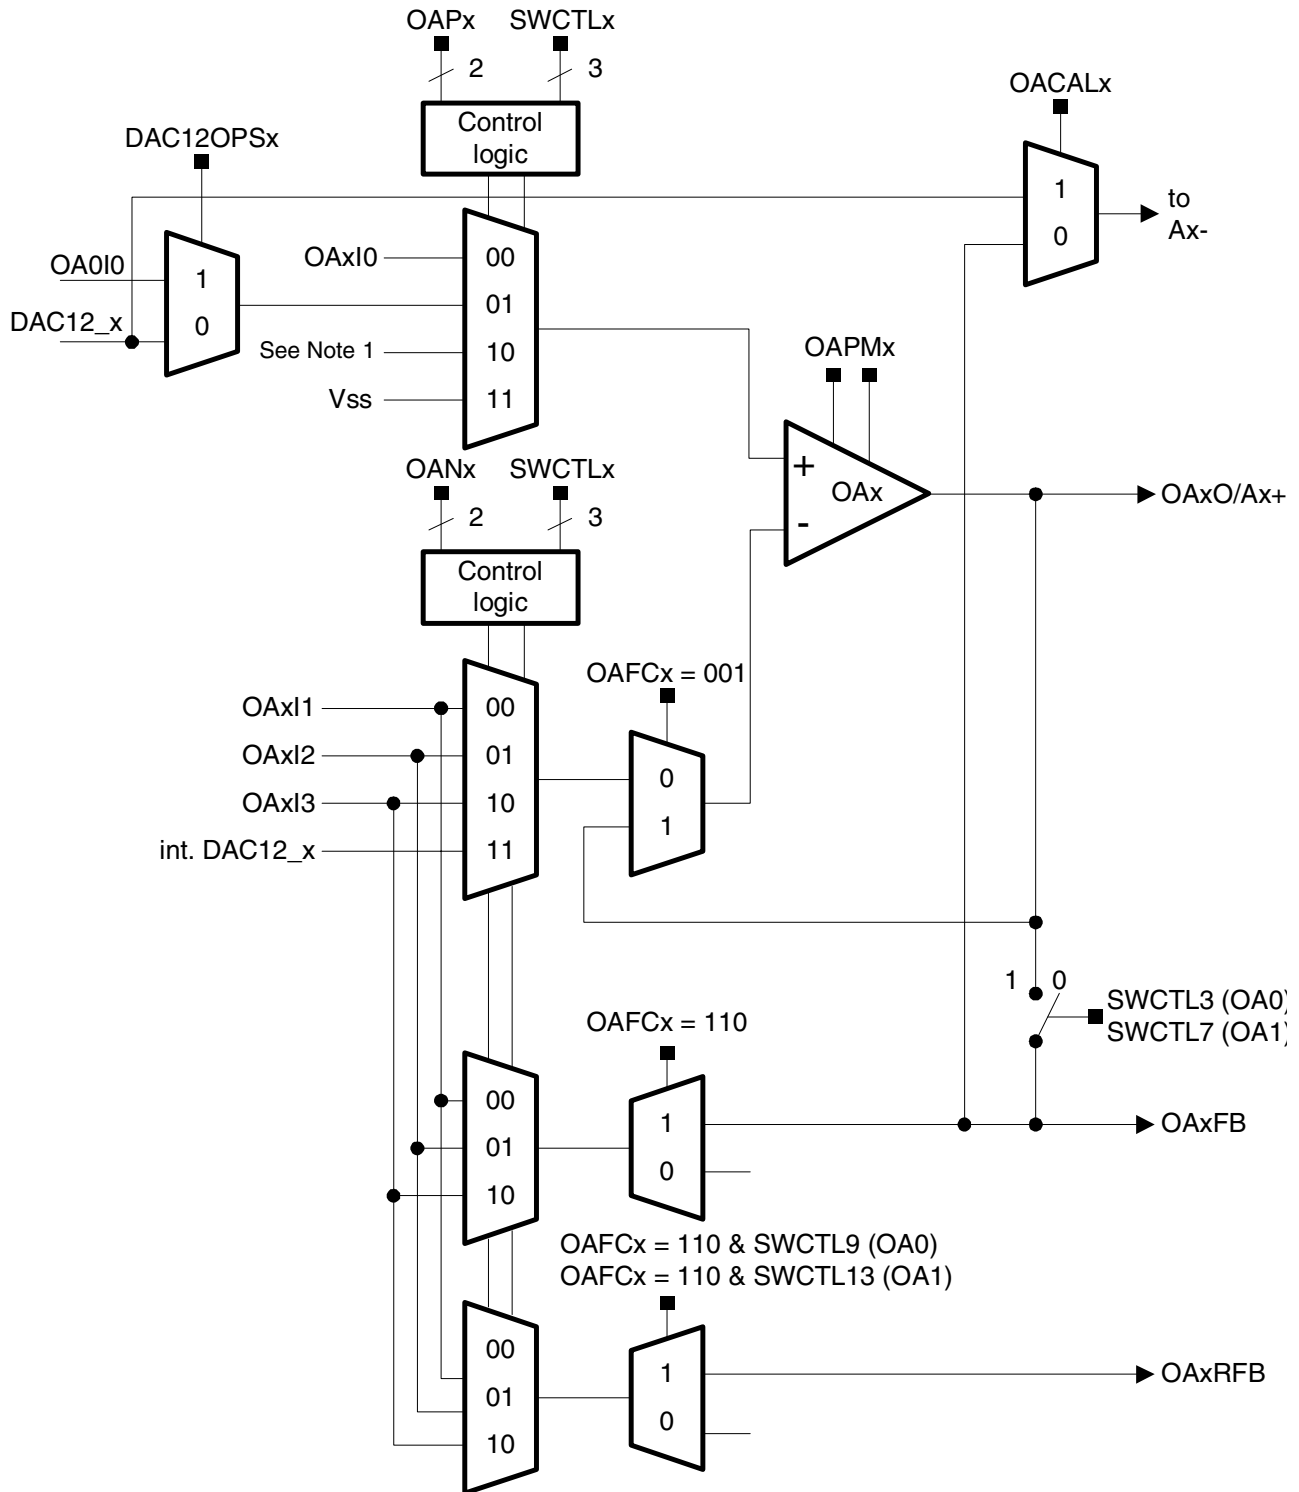 OAPx SWCTLx
2 3
OACALx
Control
logic
DAC12OPSx
1
to
Ax-
0
OA0I0
OAxI0 00
1
01
DAC12_x
0
See Note 1 10
OAPMx
Vss 11
+
OAx
-
OANx SWCTLx
OAxO/Ax+
2 3
Control
logic
OAFCx = 001
OAxI1 00
OAxI2 01
0
OAxI3 10
1
int. DAC12_x 11
1 0
SWCTL3 (OA0)
SWCTL7 (OA1)
OAFCx = 110
00
1
OAxFB
01
0
10
OAFCx = 110 & SWCTL9 (OA0)
OAFCx = 110 & SWCTL13 (OA1)
00
1
OAxRFB
01
0
10